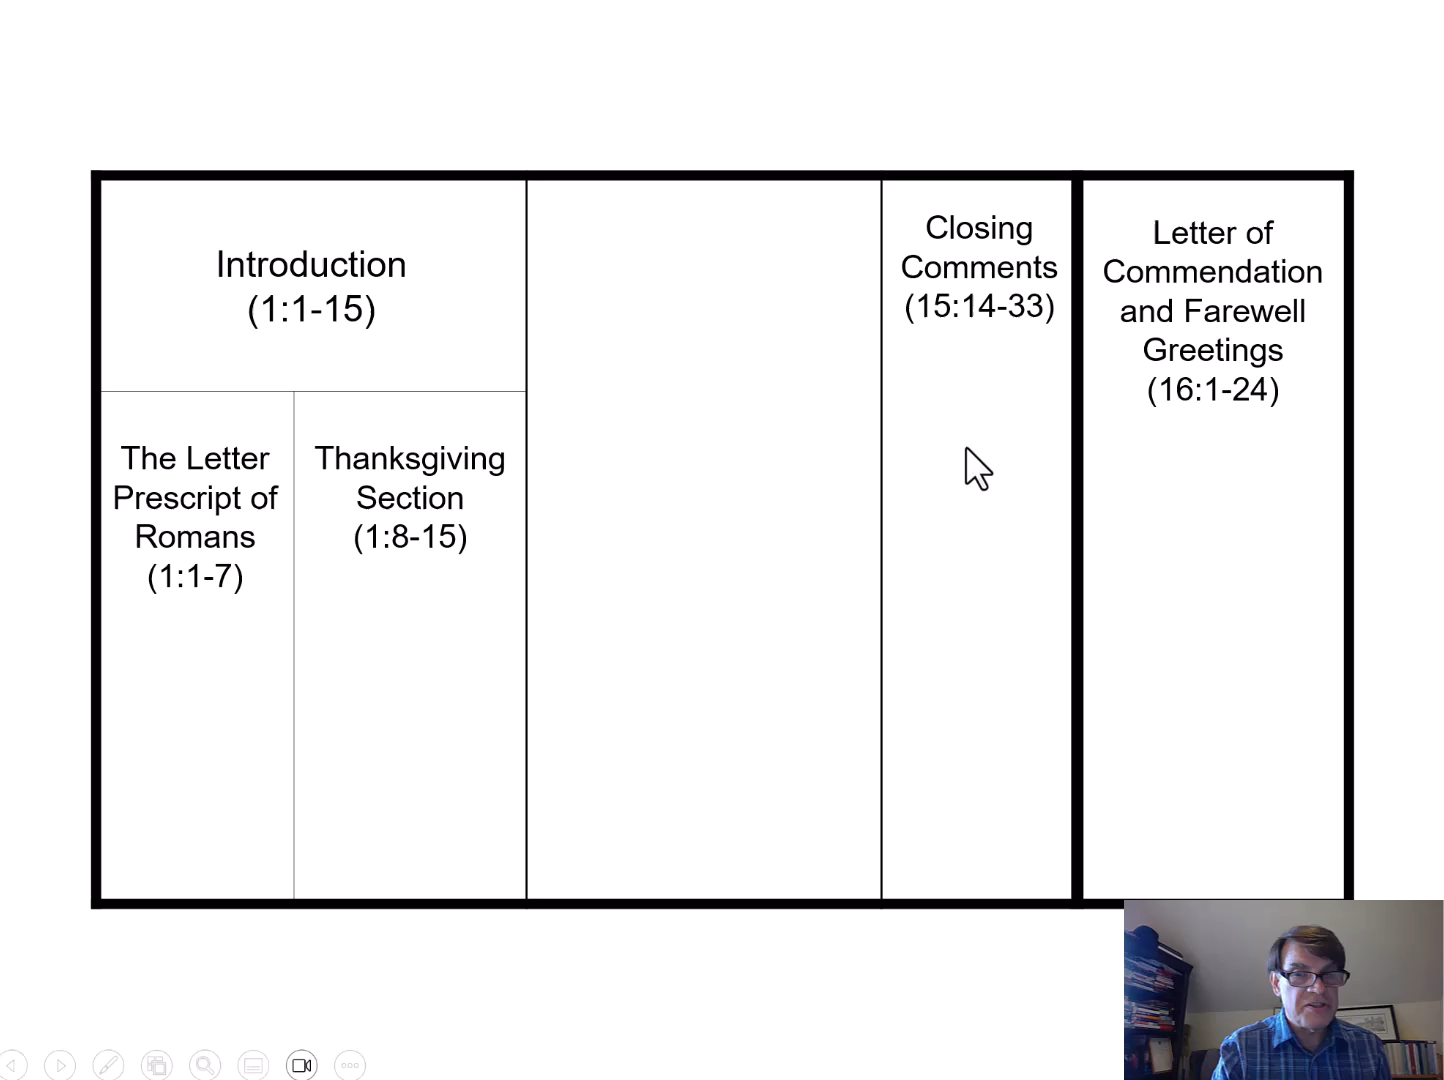 Introduction
(1:1-15)
The Letter
Prescript of
Romans
(1:1-7)
Thanksgiving
Section
(1:8-15)
Closing
Comments
(15:14-33)
Letter of
Commendation
and Farewell
Greetings
(16:1-24)